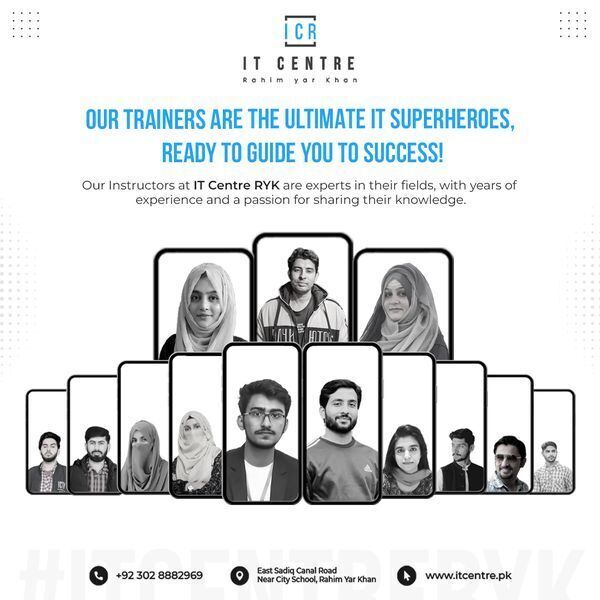 ICR
IT CENTRE
Rahim yar Khan
OUR TRAINERS ARE THE ULTIMATE IT SUPERHEROES,
READY TO GUIDE YOU TO SUCCESS!
Our Instructors at IT Centre RYK are experts in their fields, with years of
experience and a passion for sharing their knowledge.
#ITCENTRERYK
+92 302 8882969
East Sadiq Canal Road
Near City School, Rahim Yar Khan
www.itcentre.pk